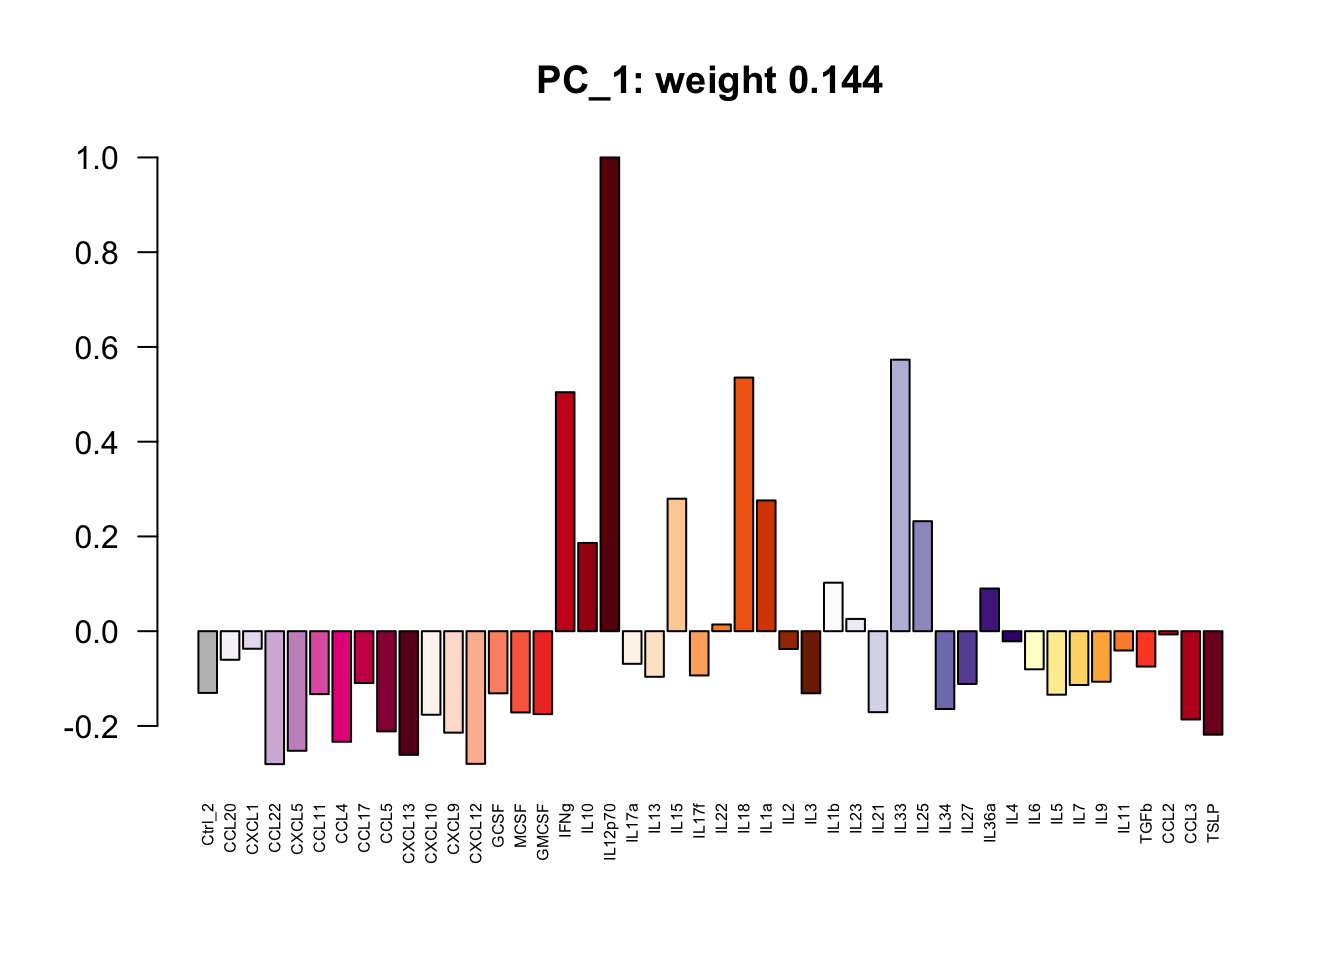 PC_1: weight 0.144
1.0
0.8
0.6
0.4
0.2
0.0
-0.2
Ctrl_2
CCL20
CXCL1
CCL22
CXCL5
CCL11
CCL4
CCL17
CCL5
CXCL13
CXCL10
CXCL9
CXCL12
GCSF
MCSF
GMCSF
IFNg
IL10
IL12p70
IL17a
IL13
IL15
IL17f
IL22
IL18
IL1a
IL2
IL3
IL1b
IL23
IL21
IL33
IL25
IL34
IL27
IL36a
IL4
IL6
IL5
IL7
IL9
IL11
TGFb
CCL2
CCL3
TSLP